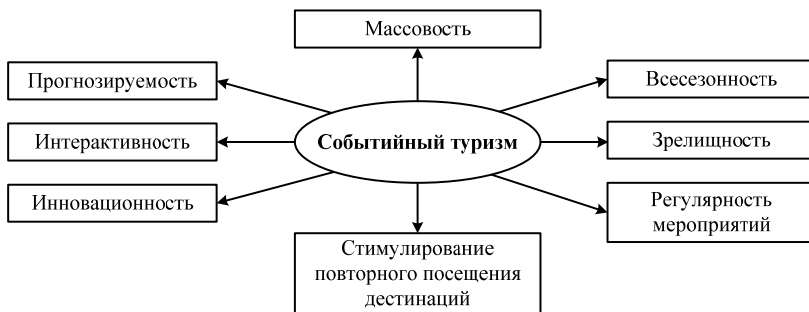 Массовость
Прогнозируемость
Всесезонность
Интерактивность
Событийный туризм
Зрелищность
Инновационность
Регулярность
мероприятий
Стимулирование
повторного посещения
дестинаций